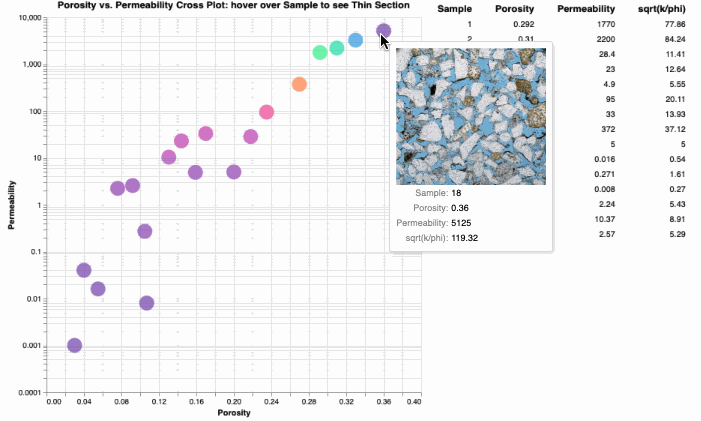 Porosity vs. Permeability Cross Plot: hover over Sample to see Thin Section
10,000
1,000
100
10
1
0.1
0.01
0.001
0.0001
Permeability
0.00 0.04 0.08 0.12 0.16 0.20 0.24 0.28 0.32 0.36 0.40
Porosity
Sample Porosity Permeability sqrt(k/phi)
1 0.292 1770 77.86
2 0.31 2200 84.24
28.4 11.41
23 12.64
4.9 5.55
95 20.11
33 13.93
372 37.12
5 5
0.016 0.54
0.271 1.61
0.008 0.27
2.24 5.43
10.37 8.91
2.57 5.29
Sample: 18
Porosity: 0.36
Permeability: 5125
sqrt(k/phi): 119.32